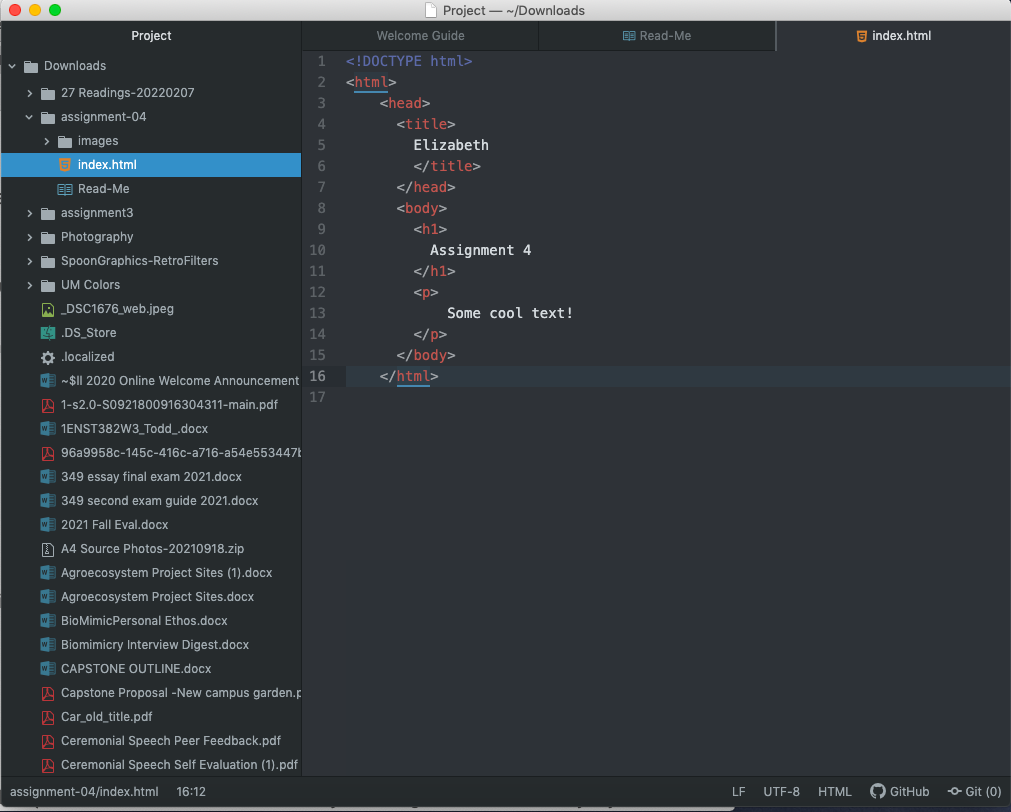 Project — ~/Downloads
Project
Downloads
27 Readings-20220207
assignment-04
images
index.html
Read-Me
assignment3
Photography
SpoonGraphics-RetroFilters
UM Colors
_DSC1676_web.jpeg
.DS_Store
.localized
~$ll 2020 Online Welcome Announcement
1-s2.0-S0921800916304311-main.pdf
1ENST382W3_Todd_.docx
96a9958c-145c-416c-a716-a54e553447b
349 essay final exam 2021.docx
349 second exam guide 2021.docx
2021 Fall Eval.docx
A4 Source Photos-20210918.zip
Agroecosystem Project Sites (1).docx
Agroecosystem Project Sites.docx
BioMimicPersonal Ethos.docx
Biomimicry Interview Digest.docx
CAPSTONE OUTLINE.docx
Capstone Proposal -New campus garden.p
Car_old_title.pdf
Ceremonial Speech Peer Feedback.pdf
Ceremonial Speech Self Evaluation (1).pdf
Welcome Guide
Read-Me
index.html
1 <!DOCTYPE html>
2 <html>
3 <head>
4 <title>
5 Elizabeth
6 </title>
7 </head>
8 <body>
9 <h1>
10 Assignment 4
11 </h1>
12 <p>
13 Some cool text!
14 </p>
15 </body>
16 </html>
17
assignment-04/index.html 16:12 LF UTF-8 HTML GitHub Git (0)